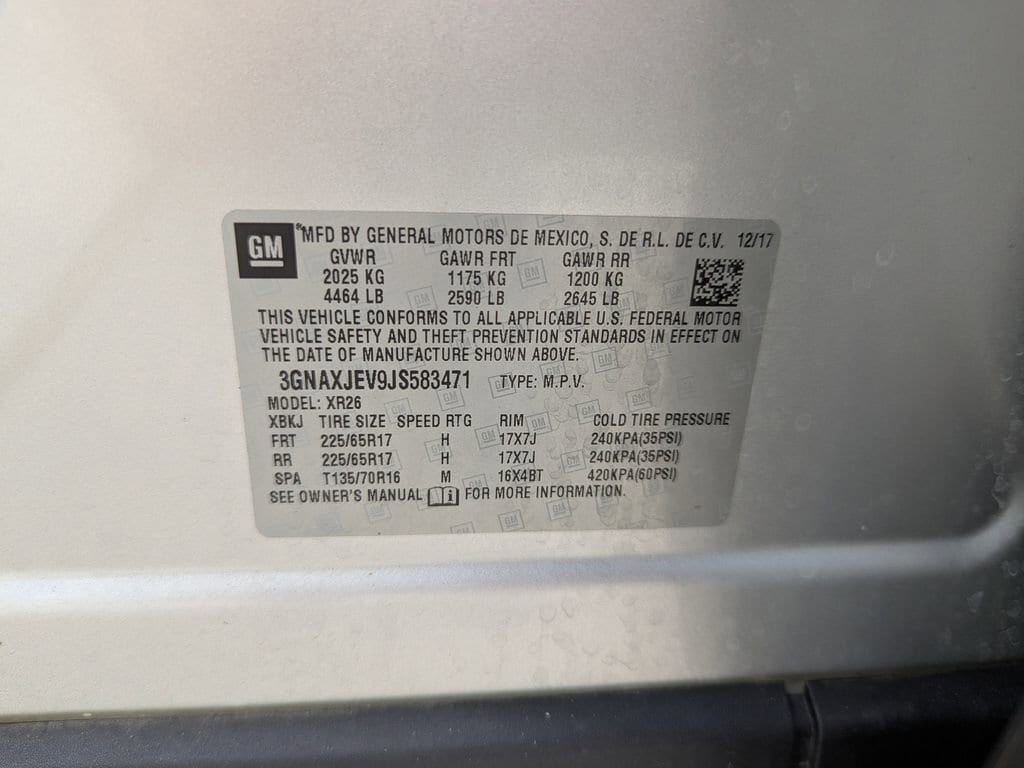 GM
®MFD BY GENERAL MOTORS DE MEXICO, S. DE R.L. DE C.V. 12/17
GVWR GAWR FRT GAWR RR
2025 KG 1175 KG 1200 KG
4464 LB 2590 LB 2645 LB
THIS VEHICLE CONFORMS TO ALL APPLICABLE U.S. FEDERAL MOTOR
VEHICLE SAFETY AND THEFT PREVENTION STANDARDS IN EFFECT ON
THE DATE OF MANUFACTURE SHOWN ABOVE.
3GNAXJEV9JS583471 TYPE: M.P.V.
MODEL: XR26
XBKJ TIRE SIZE SPEED RTG RIM COLD TIRE PRESSURE
FRT 225/65R17 H 17X7J 240KPA(35PSI)
RR 225/65R17 H 17X7J 240KPA(35PSI)
SPA T135/70R16 M 16X4BT 420KPA(60PSI)
SEE OWNER'S MANUAL FOR MORE INFORMATION.